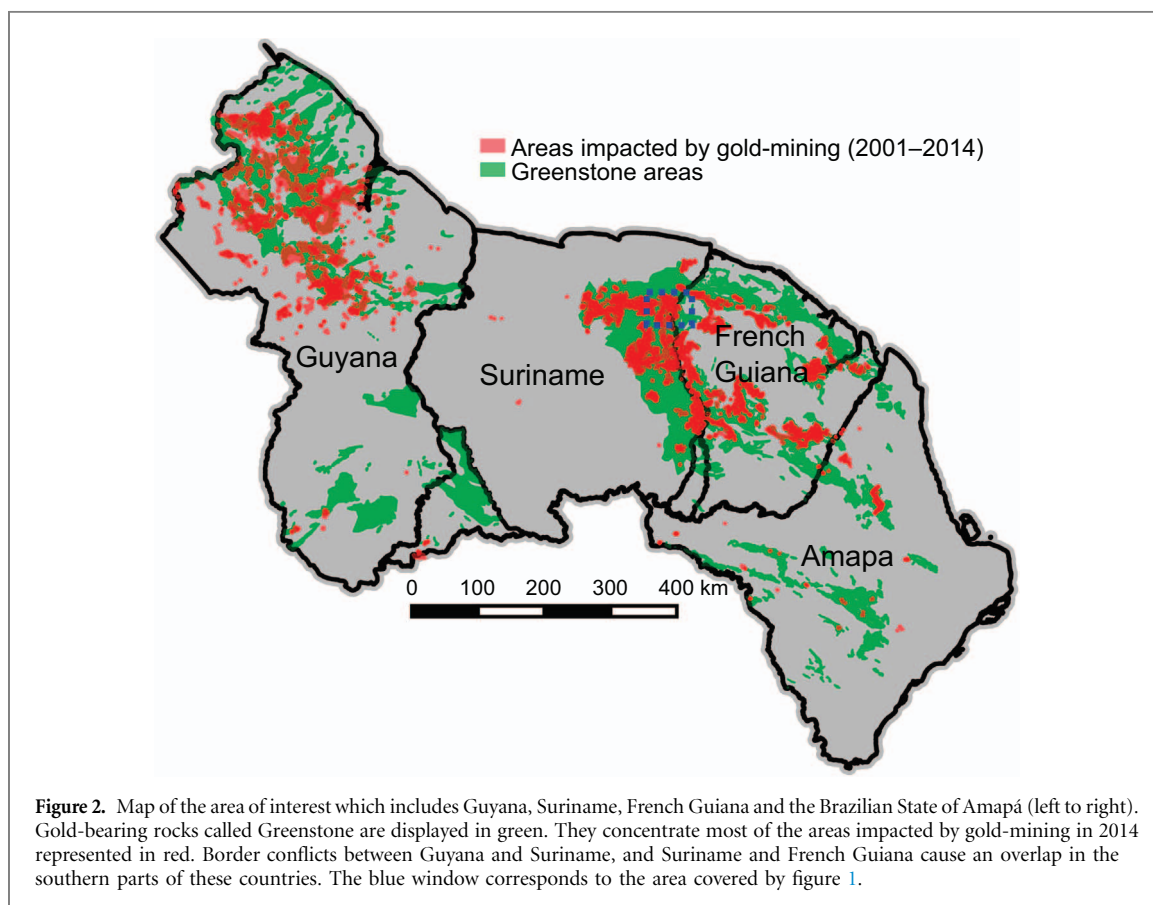 Areas impacted by gold-mining (2001–2014)
Greenstone areas
Guyana
Suriname
French
Guiana
Amapa
0 100 200 300 400 km
Figure 2. Map of the area of interest which includes Guyana, Suriname, French Guiana and the Brazilian State of Amapá (left to right).
Gold-bearing rocks called Greenstone are displayed in green. They concentrate most of the areas impacted by gold-mining in 2014
represented in red. Border conflicts between Guyana and Suriname, and Suriname and French Guiana cause an overlap in the
southern parts of these countries. The blue window corresponds to the area covered by figure 1.